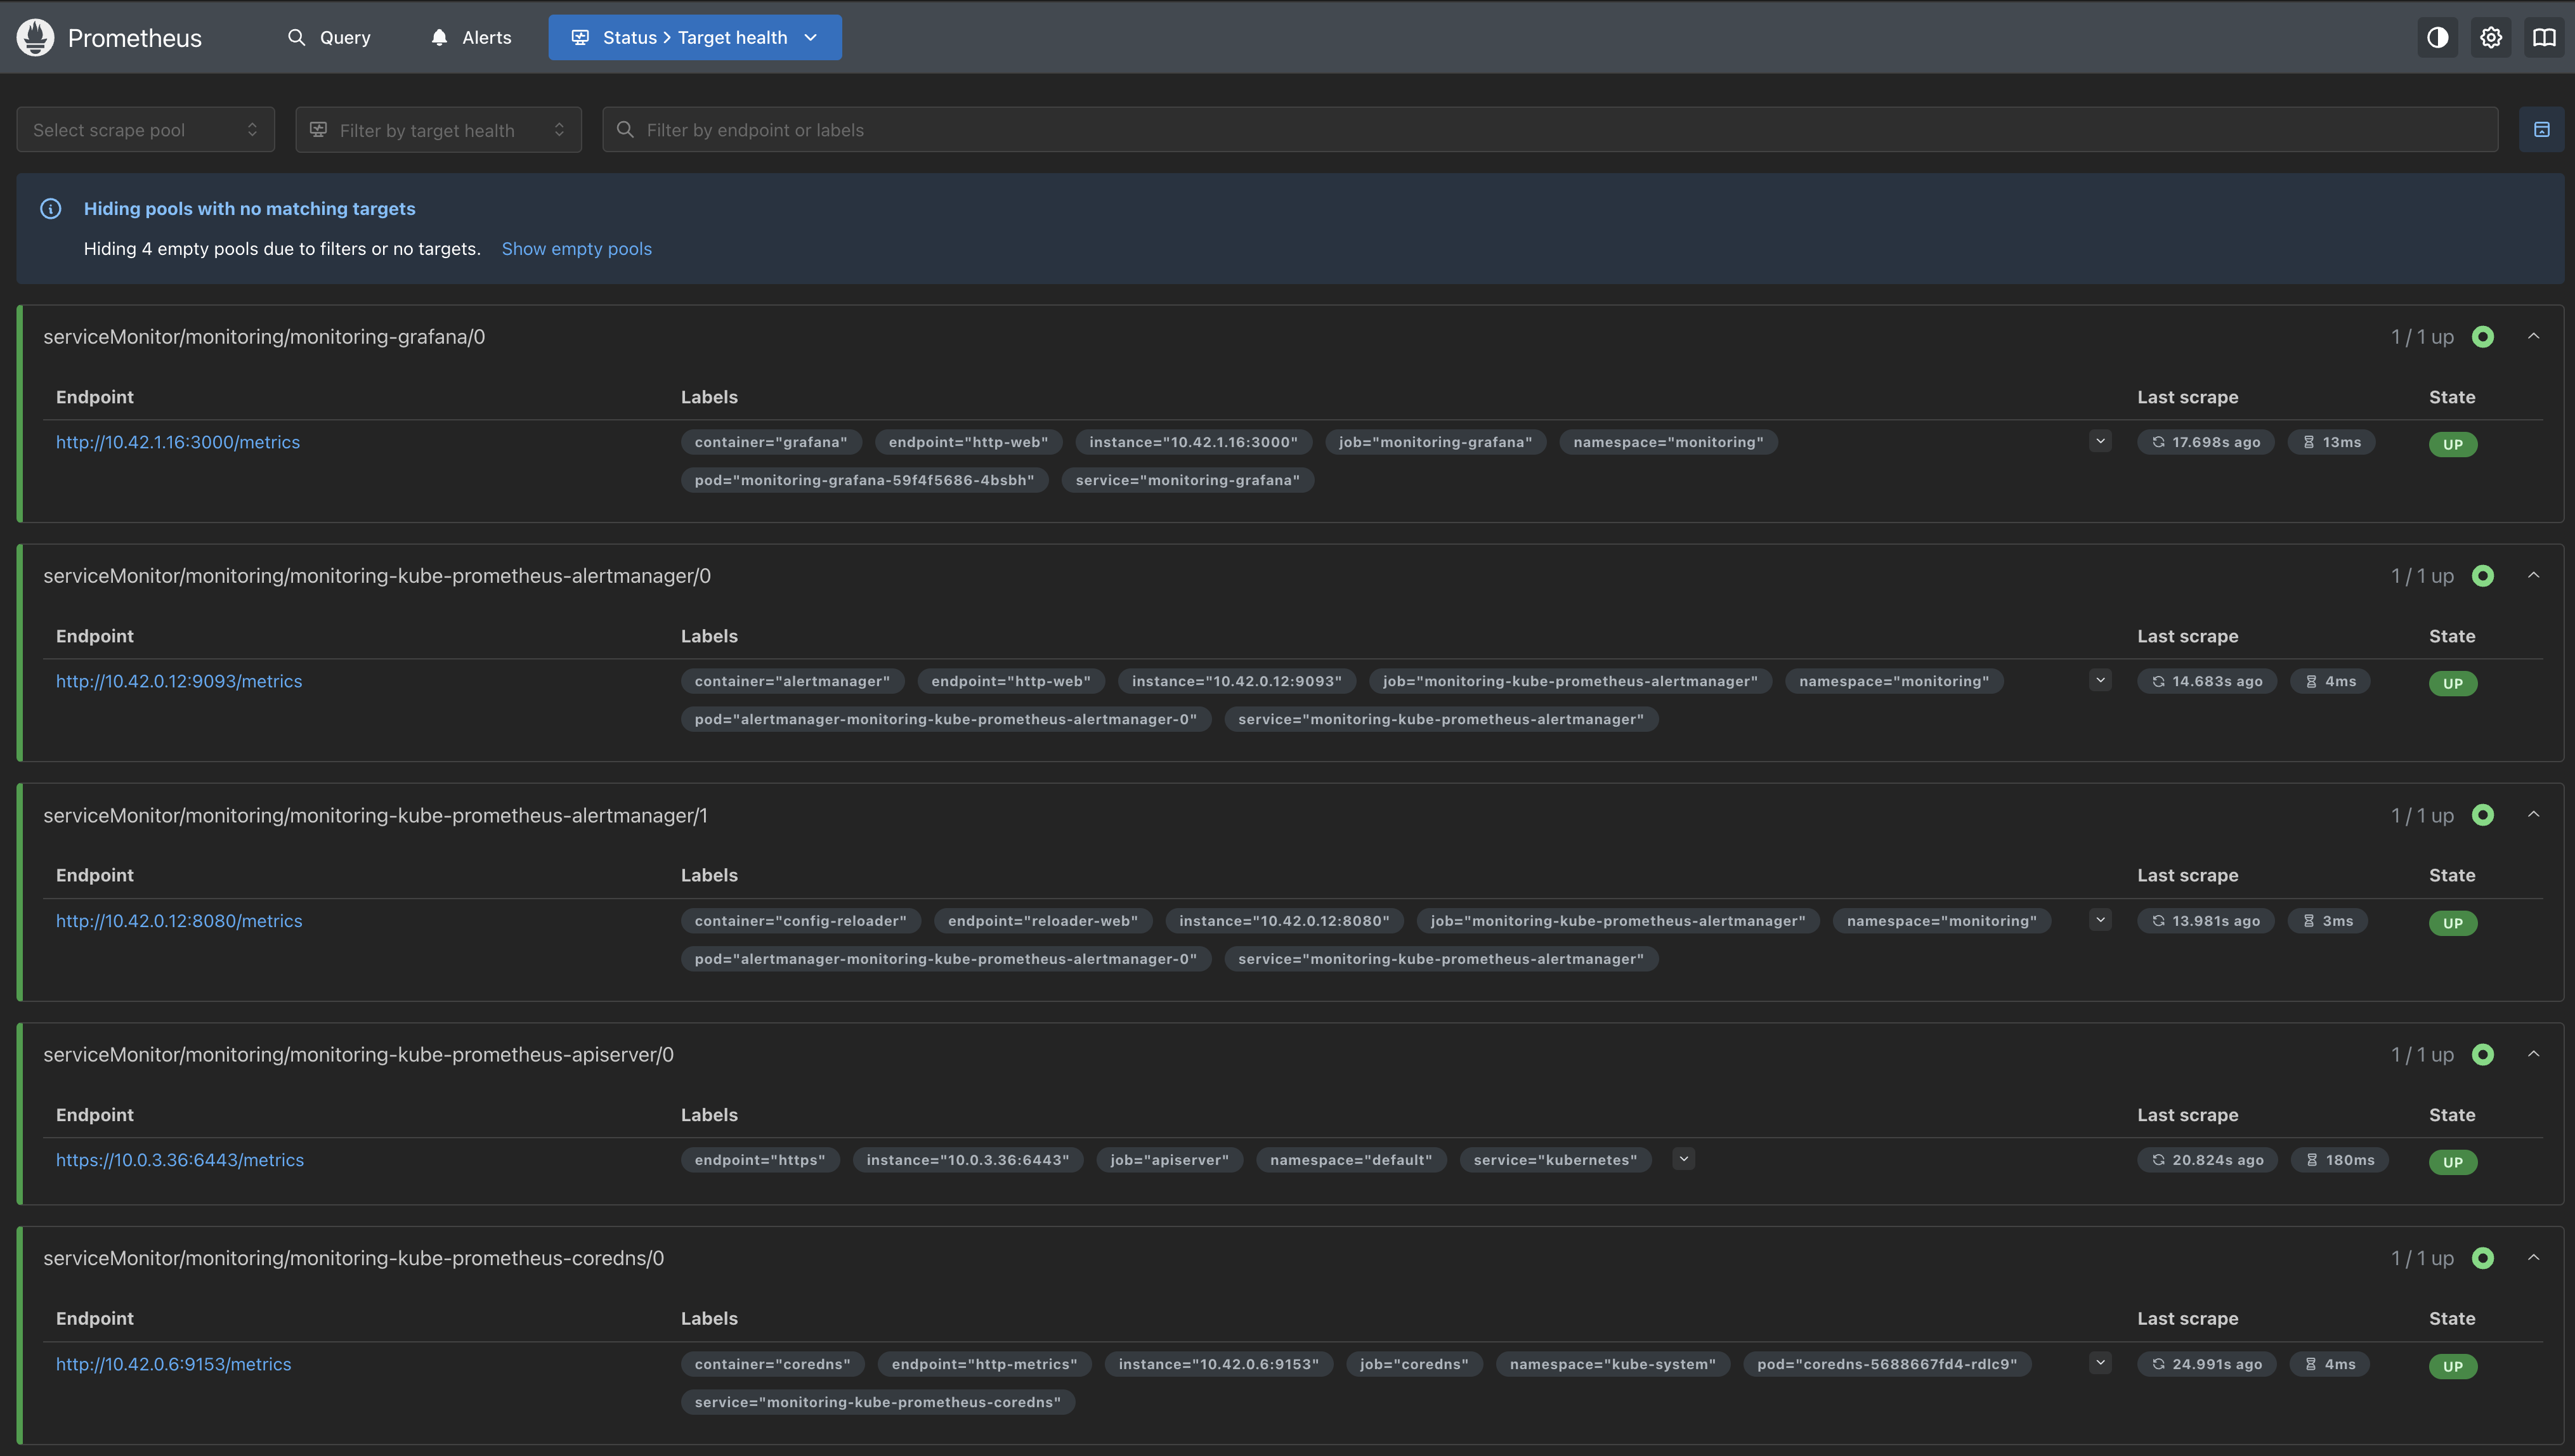 Prometheus Query Alerts Status > Target health
Select scrape pool Filter by target health Filter by endpoint or labels
Hiding pools with no matching targets
Hiding 4 empty pools due to filters or no targets. Show empty pools
serviceMonitor/monitoring/monitoring-grafana/0 1 / 1 up
Endpoint Labels Last scrape State
http://10.42.1.16:3000/metrics container="grafana" endpoint="http-web" instance="10.42.1.16:3000" job="monitoring-grafana" namespace="monitoring" 17.698s ago 13ms UP
pod="monitoring-grafana-59f4f5686-4bsbh" service="monitoring-grafana"
serviceMonitor/monitoring/monitoring-kube-prometheus-alertmanager/0 1 / 1 up
Endpoint Labels Last scrape State
http://10.42.0.12:9093/metrics container="alertmanager" endpoint="http-web" instance="10.42.0.12:9093" job="monitoring-kube-prometheus-alertmanager" namespace="monitoring" 14.683s ago 4ms UP
pod="alertmanager-monitoring-kube-prometheus-alertmanager-0" service="monitoring-kube-prometheus-alertmanager"
serviceMonitor/monitoring/monitoring-kube-prometheus-alertmanager/1 1 / 1 up
Endpoint Labels Last scrape State
http://10.42.0.12:8080/metrics container="config-reloader" endpoint="reloader-web" instance="10.42.0.12:8080" job="monitoring-kube-prometheus-alertmanager" namespace="monitoring" 13.981s ago 3ms UP
pod="alertmanager-monitoring-kube-prometheus-alertmanager-0" service="monitoring-kube-prometheus-alertmanager"
serviceMonitor/monitoring/monitoring-kube-prometheus-apiserver/0 1 / 1 up
Endpoint Labels Last scrape State
https://10.0.3.36:6443/metrics endpoint="https" instance="10.0.3.36:6443" job="apiserver" namespace="default" service="kubernetes" 20.824s ago 180ms UP
serviceMonitor/monitoring/monitoring-kube-prometheus-coredns/0 1 / 1 up
Endpoint Labels Last scrape State
http://10.42.0.6:9153/metrics container="coredns" endpoint="http-metrics" instance="10.42.0.6:9153" job="coredns" namespace="kube-system" pod="coredns-5688667fd4-rdlc9" 24.991s ago 4ms UP
service="monitoring-kube-prometheus-coredns"